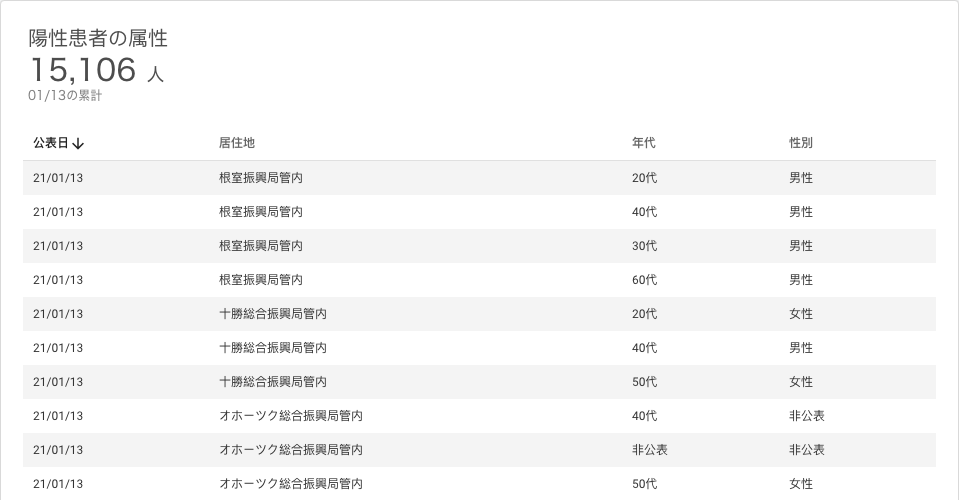 陽性患者の属性
15,106 人
01/13の累計
公表日↓ 居住地 年代 性別
21/01/13 根室振興局管内 20代 男性
21/01/13 根室振興局管内 40代 男性
21/01/13 根室振興局管内 30代 男性
21/01/13 根室振興局管内 60代 男性
21/01/13 十勝総合振興局管内 20代 女性
21/01/13 十勝総合振興局管内 40代 男性
21/01/13 十勝総合振興局管内 50代 女性
21/01/13 オホーツク総合振興局管内 40代 非公表
21/01/13 オホーツク総合振興局管内 非公表 非公表
21/01/13 オホーツク総合振興局管内 50代 女性